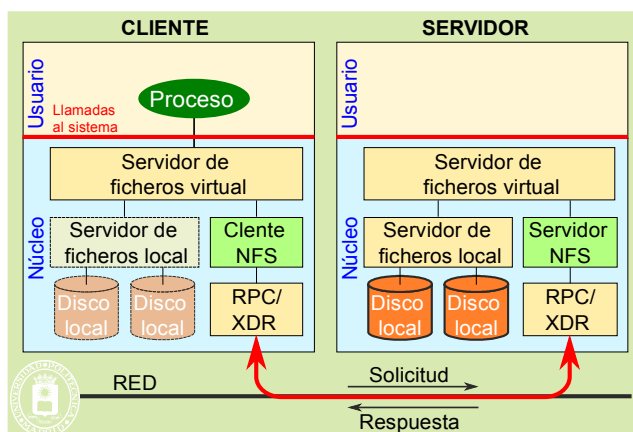 CLIENTE
SERVIDOR
Usuario
Proceso
Llamadas
al sistema
Usuario
Núcleo
Servidor de
ficheros virtual
Servidor de
ficheros local
Clente
NFS
Disco
local
Disco
local
RPC/
XDR
Núcleo
Servidor de
ficheros virtual
Servidor de
ficheros local
Servidor
NFS
Disco
local
Disco
local
RPC/
XDR
RED
Solicitud
Respuesta